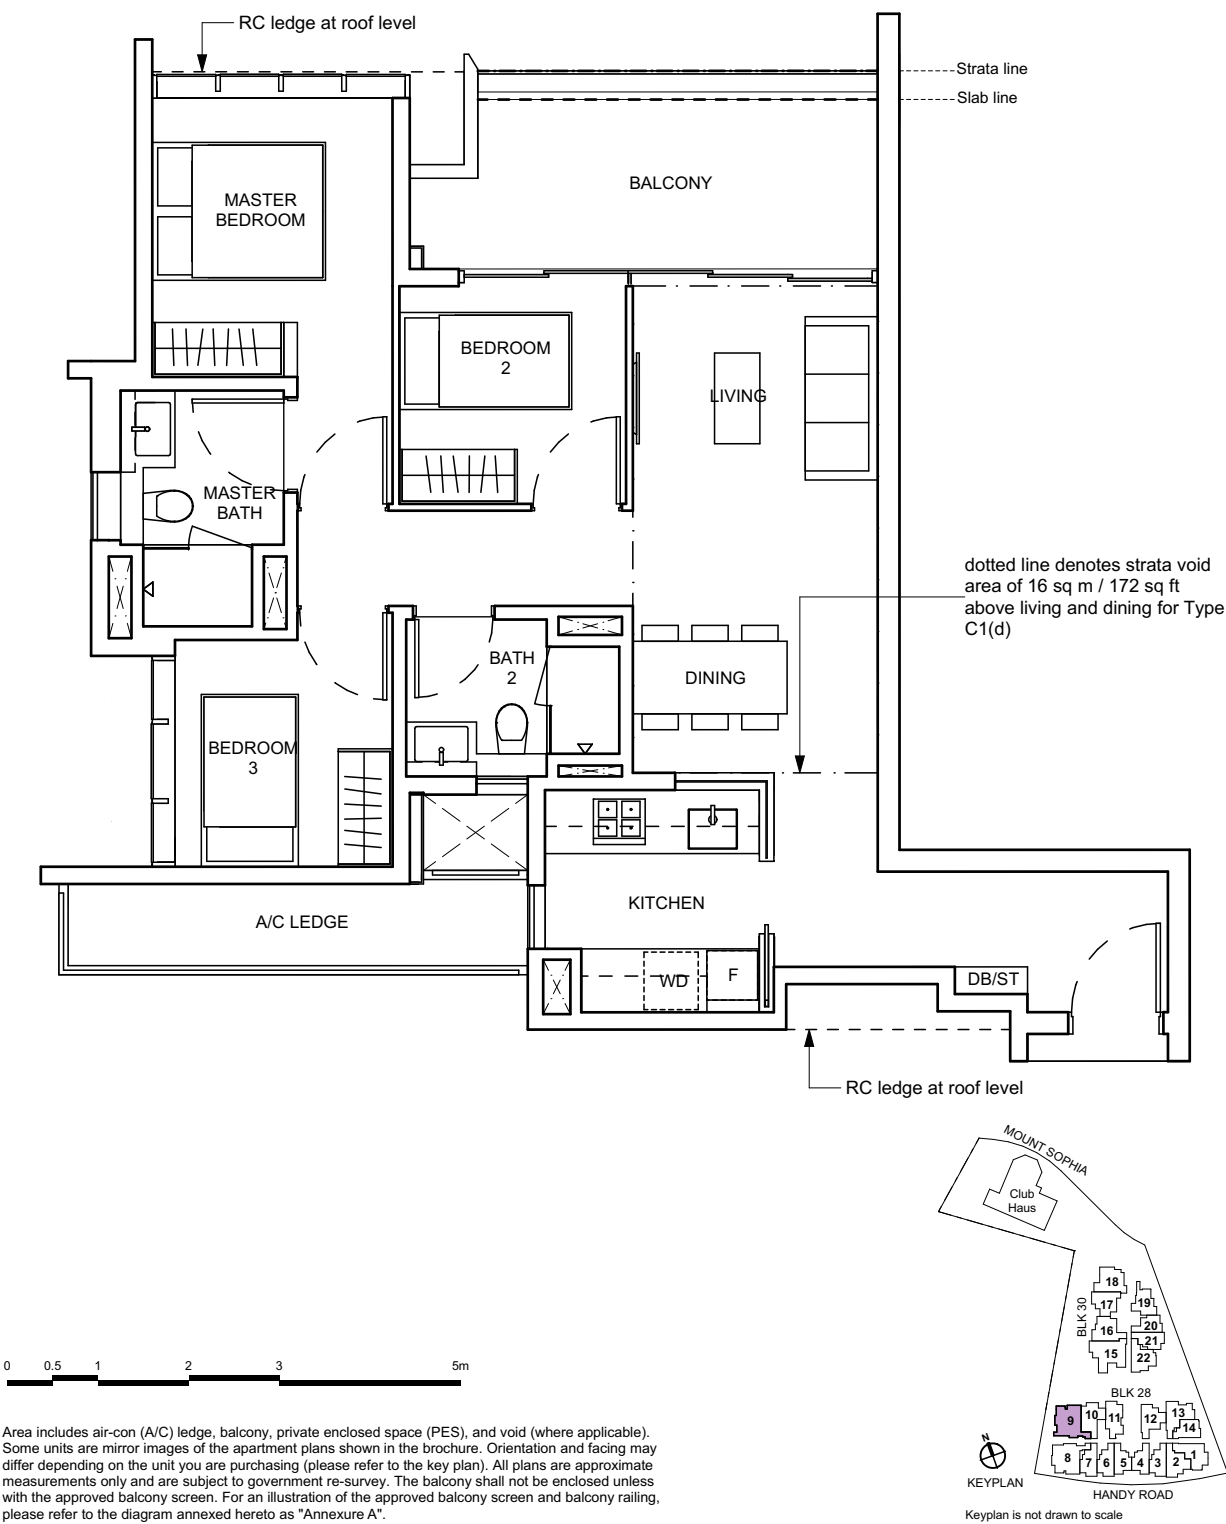 RC ledge at roof level
Strata line
Slab line
MASTER
BEDROOM
BALCONY
BEDROOM
2
LIVING
MASTER
BATH
dotted line denotes strata void
area of 16 sq m / 172 sq ft
above living and dining for Type
C1(d)
BATH
2
DINING
BEDROOM
3
A/C LEDGE
KITCHEN
WD
F
DB/ST
RC ledge at roof level
MOUNT SOPHIA
Club
Haus
BLK 30
18
17
19
16
20
21
15
22
BLK 28
9
10
11
12
13
14
8
7
6
5
4
3
2
1
N
KEYPLAN
HANDY ROAD
Keyplan is not drawn to scale
0 0.5 1 2 3 5m
Area includes air-con (A/C) ledge, balcony, private enclosed space (PES), and void (where applicable).
Some units are mirror images of the apartment plans shown in the brochure. Orientation and facing may
differ depending on the unit you are purchasing (please refer to the key plan). All plans are approximate
measurements only and are subject to government re-survey. The balcony shall not be enclosed unless
with the approved balcony screen. For an illustration of the approved balcony screen and balcony railing,
please refer to the diagram annexed hereto as "Annexure A".